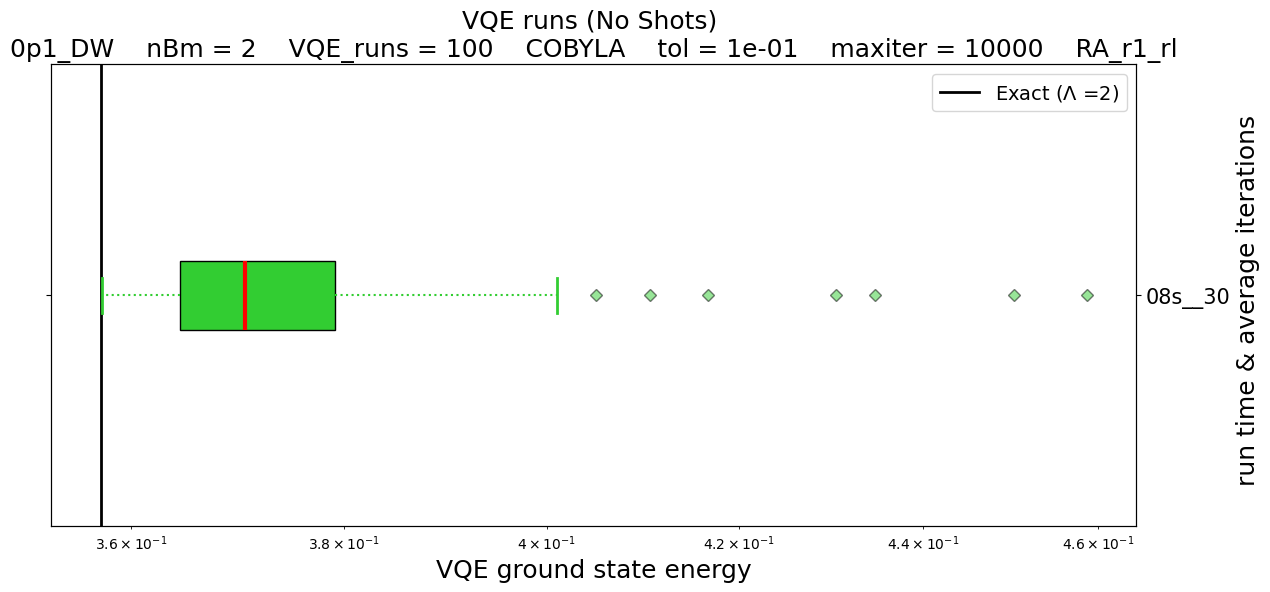 VQE runs (No Shots)
0p1_DW nBm = 2 VQE_runs = 100 COBYLA tol = 1e-01 maxiter = 10000 RA_r1_rl
Exact (Λ =2)
08s__30
run time & average iterations
3.6 × 10⁻¹ 3.8 × 10⁻¹ 4 × 10⁻¹ 4.2 × 10⁻¹ 4.4 × 10⁻¹ 4.6 × 10⁻¹
VQE ground state energy